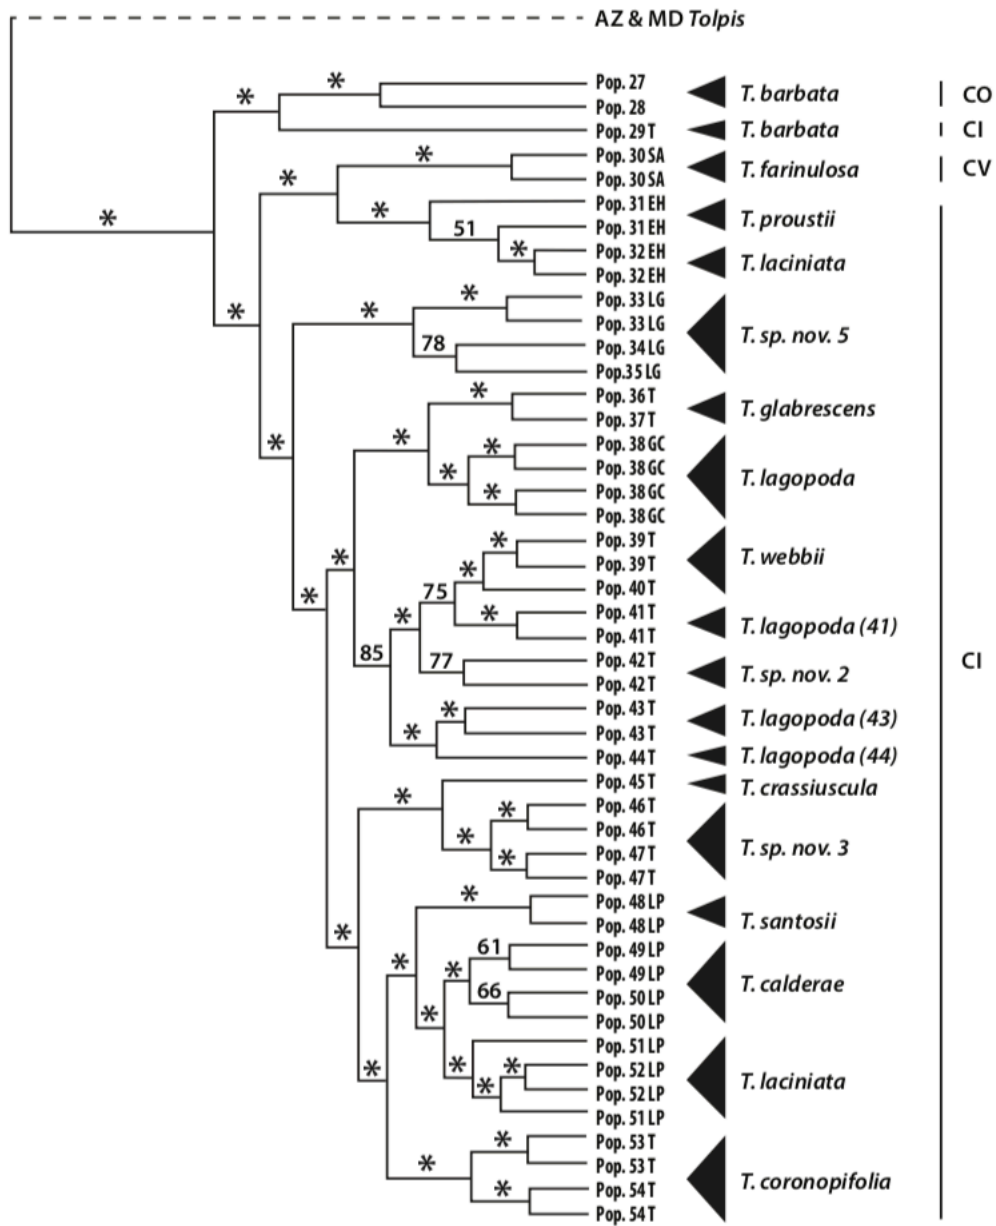 AZ & MD Tolpis
*
Pop. 27
*
T. barbata
CO
Pop. 28
*
Pop. 29 T
T. barbata
CI
*
Pop. 30 SA
T. farinulosa
CV
Pop. 30 SA
*
Pop. 31 EH
T. proustii
*
51
Pop. 31 EH
*
Pop. 32 EH
T. laciniata
Pop. 32 EH
*
*
Pop. 33 LG
*
*
Pop. 33 LG
T. sp. nov. 5
78
Pop. 34 LG
Pop.35 LG
*
Pop. 36 T
T. glabrescens
Pop. 37 T
*
*
*
Pop. 38 GC
Pop. 38 GC
T. lagopoda
*
*
Pop. 38 GC
Pop. 38 GC
*
Pop. 39 T
T. webbii
*
*
Pop. 39 T
75
Pop. 40 T
*
*
*
Pop. 41 T
T. lagopoda (41)
Pop. 41 T
85
77
Pop. 42 T
T. sp. nov. 2
CI
Pop. 42 T
*
Pop. 43 T
T. lagopoda (43)
*
Pop. 43 T
Pop. 44 T
T. lagopoda (44)
*
Pop. 45 T
T. crassiuscula
*
Pop. 46 T
*
Pop. 46 T
T. sp. nov. 3
*
Pop. 47 T
Pop. 47 T
*
Pop. 48 LP
T. santosii
*
Pop. 48 LP
61
Pop. 49 LP
*
*
Pop. 49 LP
T. calderae
66
Pop. 50 LP
*
Pop. 50 LP
Pop. 51 LP
*
*
*
Pop. 52 LP
T. laciniata
*
Pop. 52 LP
Pop. 51 LP
*
Pop. 53 T
*
Pop. 53 T
T. coronopifolia
*
Pop. 54 T
Pop. 54 T